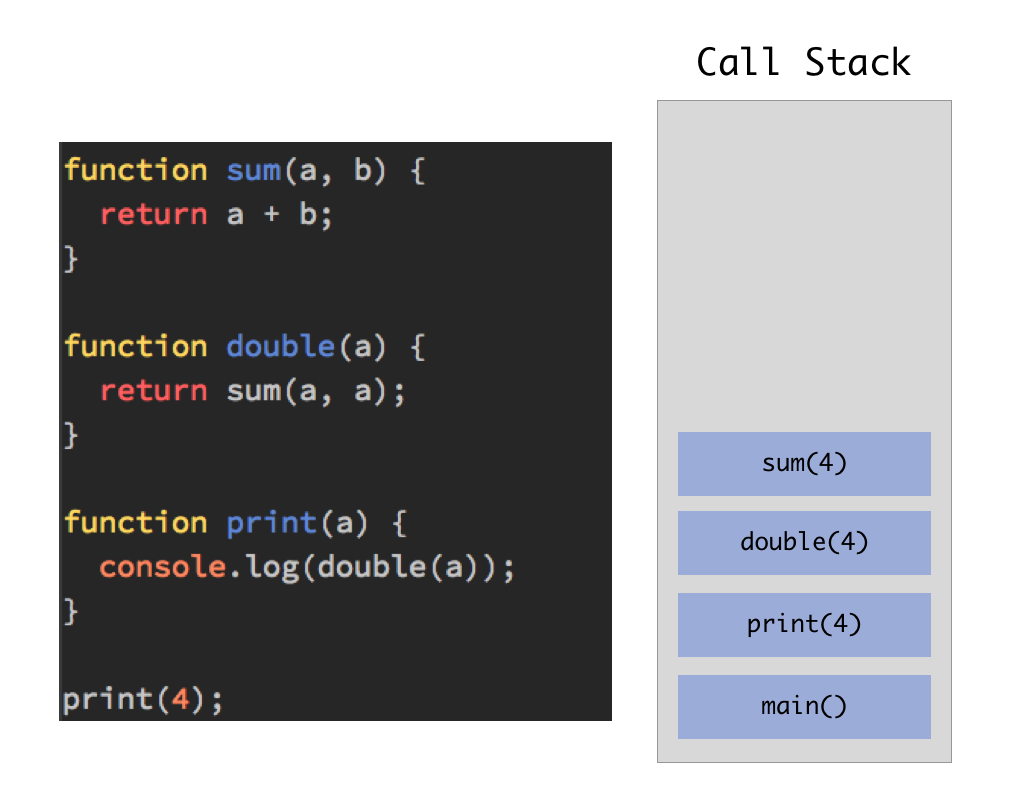 Call Stack
function sum(a, b) {
  return a + b;
}
function double(a) {
  return sum(a, a);
}
function print(a) {
  console.log(double(a));
}
print(4);
sum(4)
double(4)
print(4)
main()